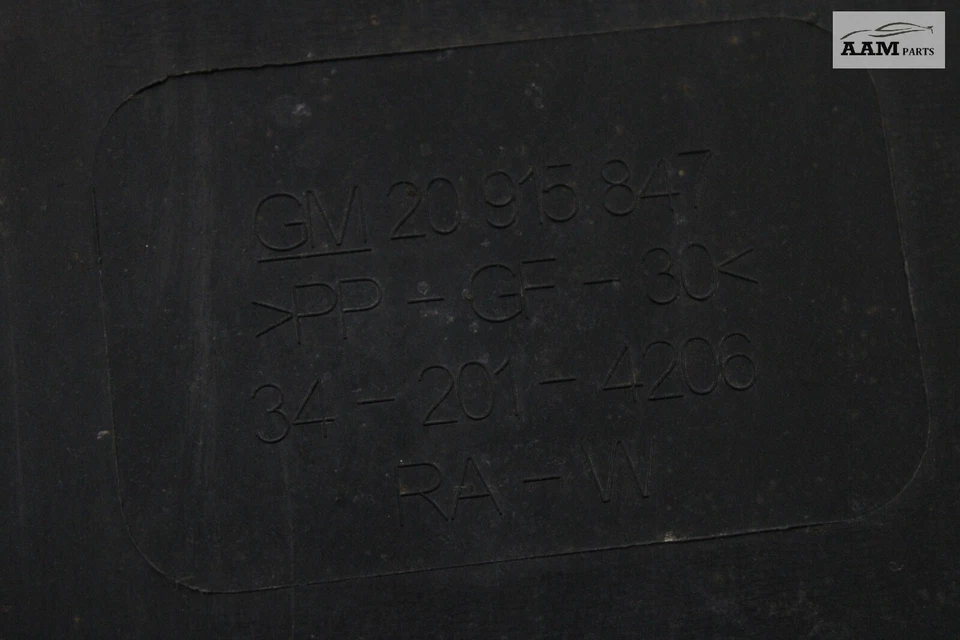 AAM PARTS
GM 20 915 847
>PP - GF - 30<
34 - 201 - 4206
RA - W